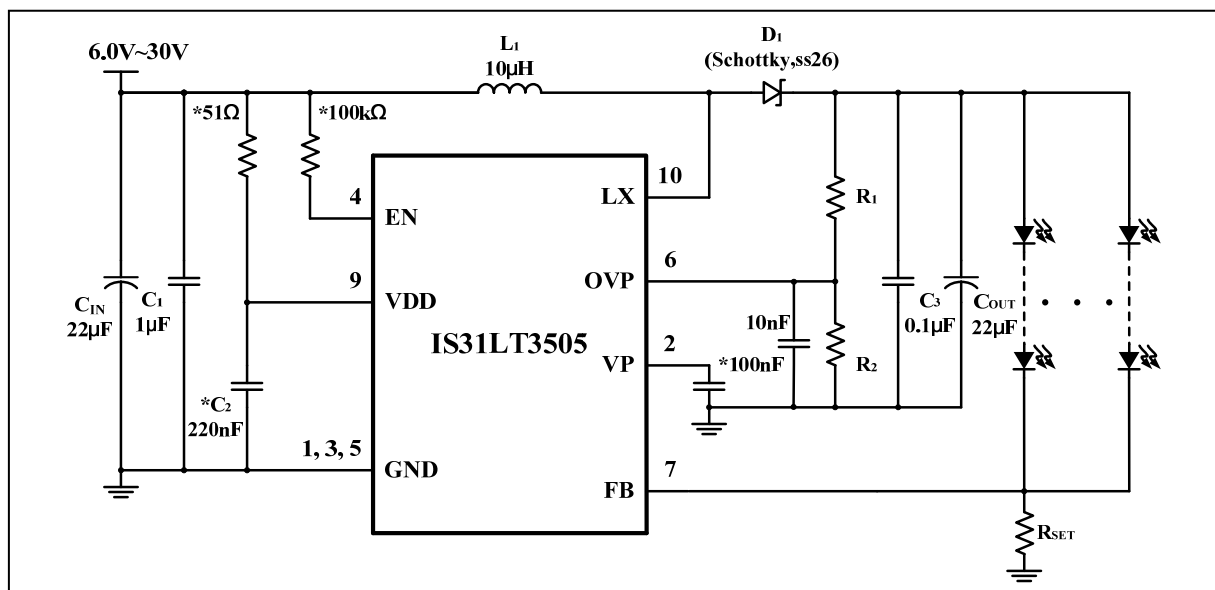 6.0V~30V
L1
10µH
D1
(Schottky,ss26)
*51Ω
*100kΩ
4
EN
10
LX
R1
CIN
22µF
C1
1µF
9
VDD
6
OVP
C3
0.1µF
COUT
22µF
IS31LT3505
10nF
2
VP
*100nF
R2
*C2
220nF
1, 3, 5
GND
7
FB
RSET